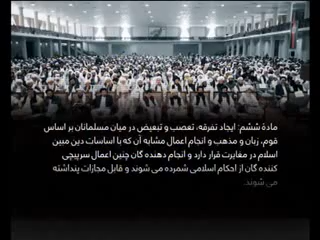 مادۀ ششم: ایجاد تفرقه، تعصب و تبعیض در میان مسلمانان بر اساس
قوم، زبان و مذهب و انجام اعمال مشابه آن که با اساسات دین مبین
اسلام در مغایرت قرار دارد و انجام دهنده گان چنین اعمال سرپیچی
کننده گان از احکام اسلامی شمرده می شوند و قابل مجازات پنداشته
می شوند.